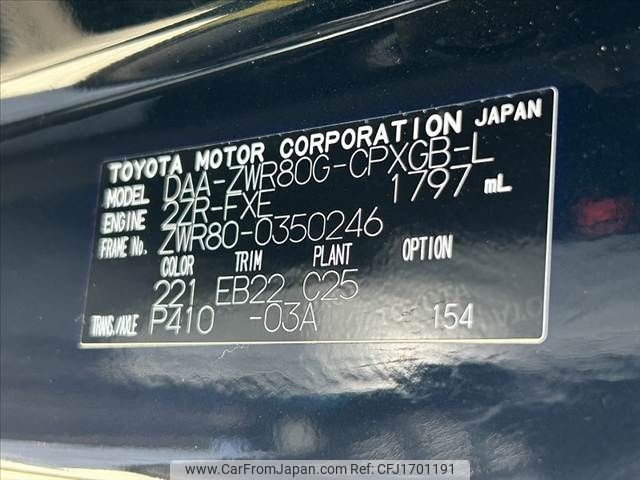 TOYOTA MOTOR CORPORATION JAPAN
MODEL DAA-ZWR80G-CPXGB-L
ENGINE 2ZR-FXE 1797 mL
FRAME No. ZWR80-0350246
COLOR TRIM PLANT OPTION
221 EB22 C25
TRANS./AXLE P410 -03A 154
www.CarFromJapan.com Ref: CFJ1701191